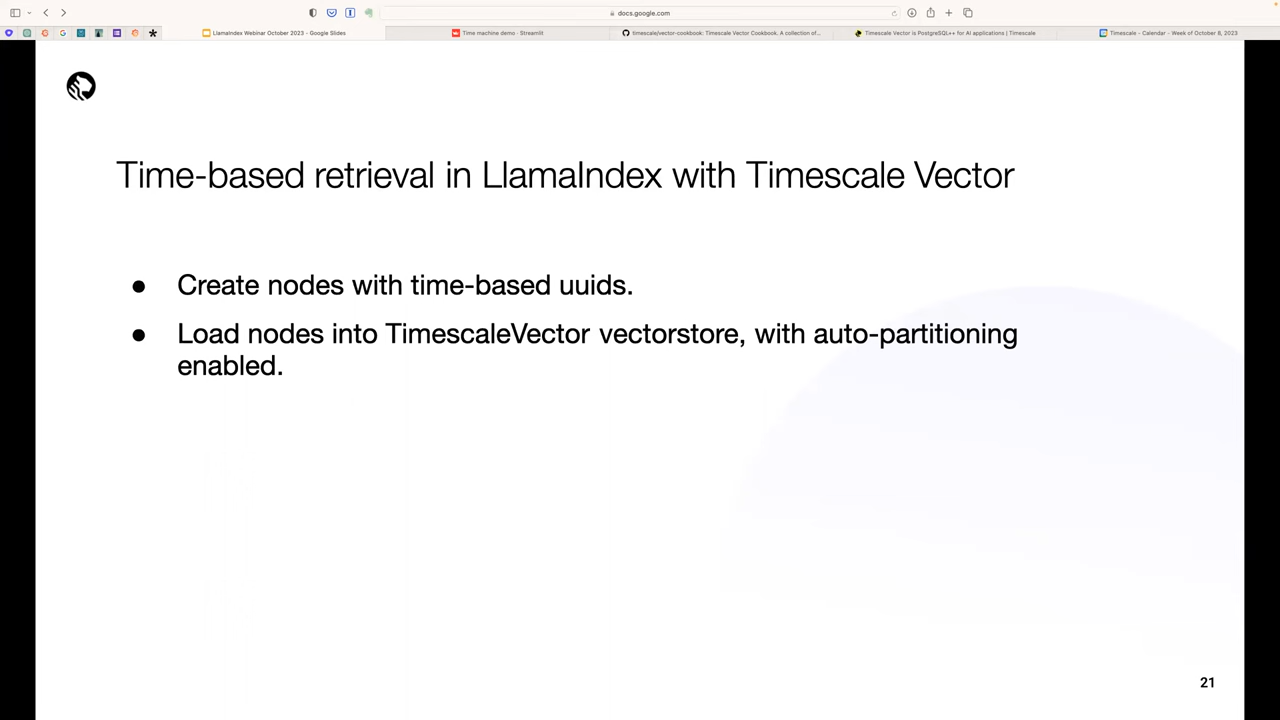 docs.google.com
LlamaIndex Webinar October 2023 - Google Slides
Time machine demo · Streamlit
timescale/vector-cookbook: Timescale Vector Cookbook. A collection of...
Timescale Vector is PostgreSQL++ for AI applications | Timescale
Timescale - Calendar - Week of October 8, 2023
Time-based retrieval in LlamaIndex with Timescale Vector
● Create nodes with time-based uuids.
● Load nodes into TimescaleVector vectorstore, with auto-partitioning
enabled.
21